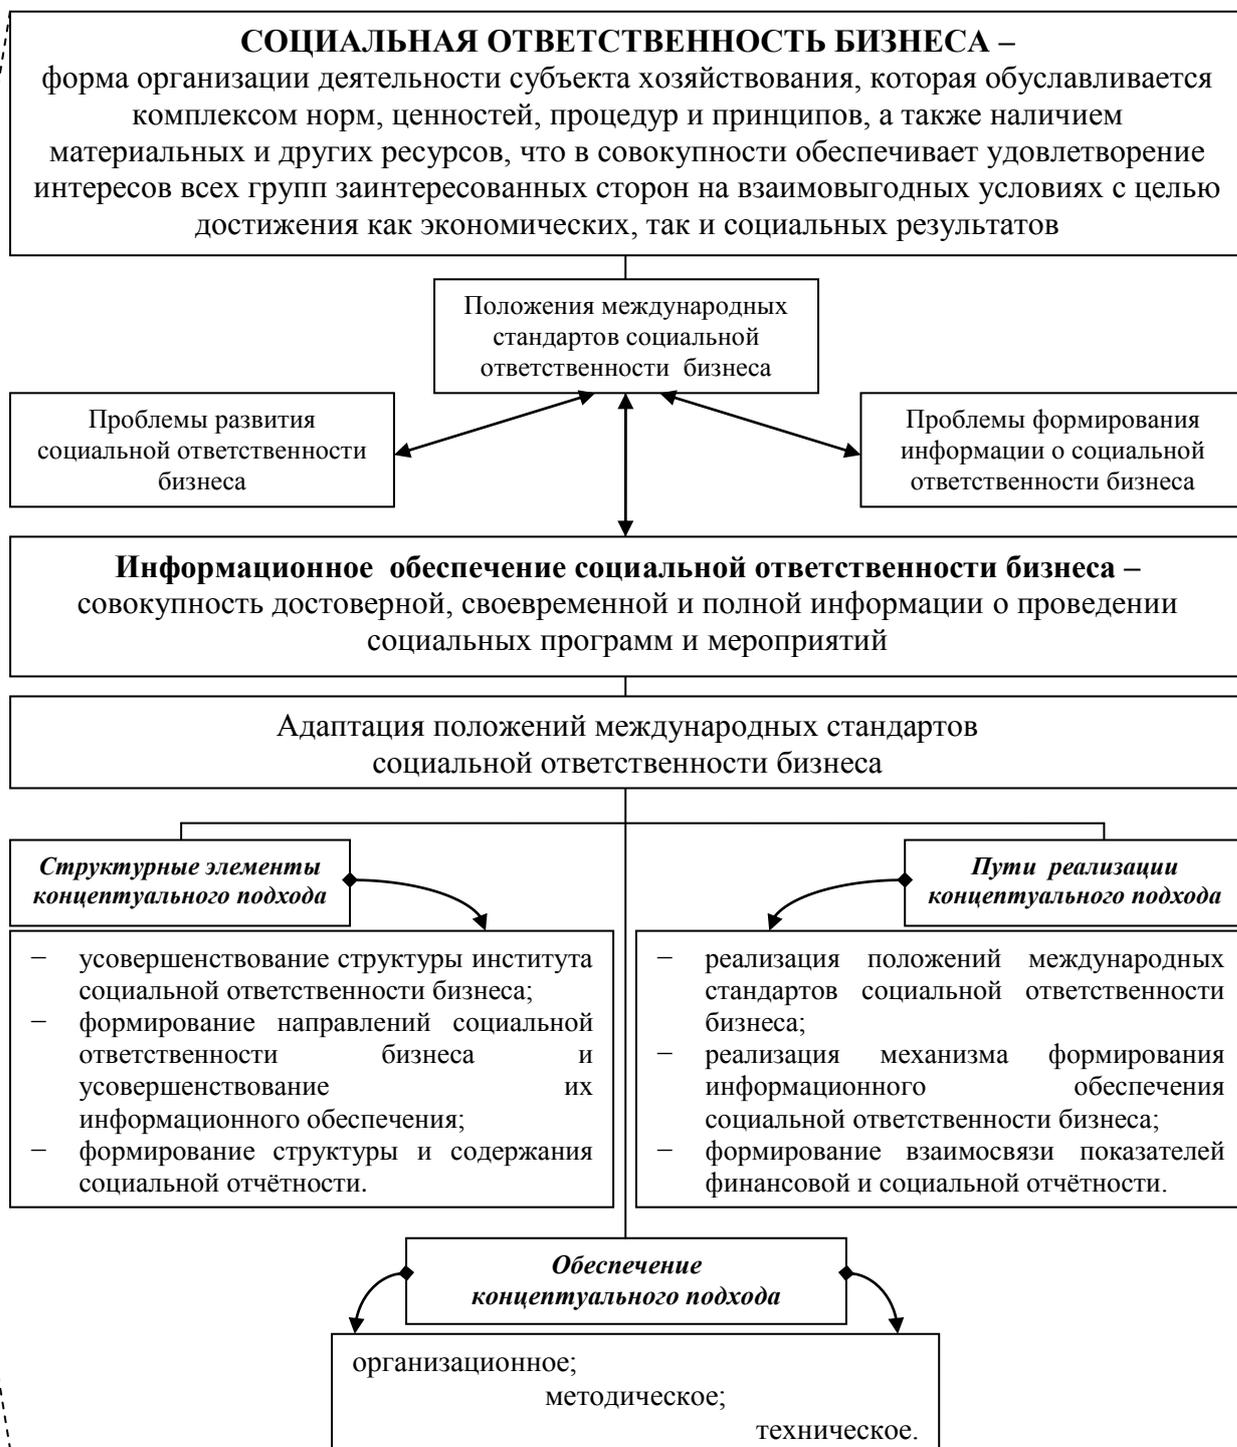 СОЦИАЛЬНАЯ ОТВЕТСТВЕННОСТЬ БИЗНЕСА –
форма организации деятельности субъекта хозяйствования, которая обуславливается
комплексом норм, ценностей, процедур и принципов, а также наличием
материальных и других ресурсов, что в совокупности обеспечивает удовлетворение
интересов всех групп заинтересованных сторон на взаимовыгодных условиях с целью
достижения как экономических, так и социальных результатов
Положения международных
стандартов социальной
ответственности бизнеса
Проблемы развития
социальной ответственности
бизнеса
Проблемы формирования
информации о социальной
ответственности бизнеса
Информационное обеспечение социальной ответственности бизнеса –
совокупность достоверной, своевременной и полной информации о проведении
социальных программ и мероприятий
Адаптация положений международных стандартов
социальной ответственности бизнеса
Структурные элементы
концептуального подхода
– усовершенствование структуры института
социальной ответственности бизнеса;
– формирование направлений социальной
ответственности бизнеса и
усовершенствование их
информационного обеспечения;
– формирование структуры и содержания
социальной отчётности.
Пути реализации
концептуального подхода
– реализация положений международных
стандартов социальной ответственности
бизнеса;
– реализация механизма формирования
информационного обеспечения
социальной ответственности бизнеса;
– формирование взаимосвязи показателей
финансовой и социальной отчётности.
Обеспечение
концептуального подхода
организационное;
методическое;
техническое.